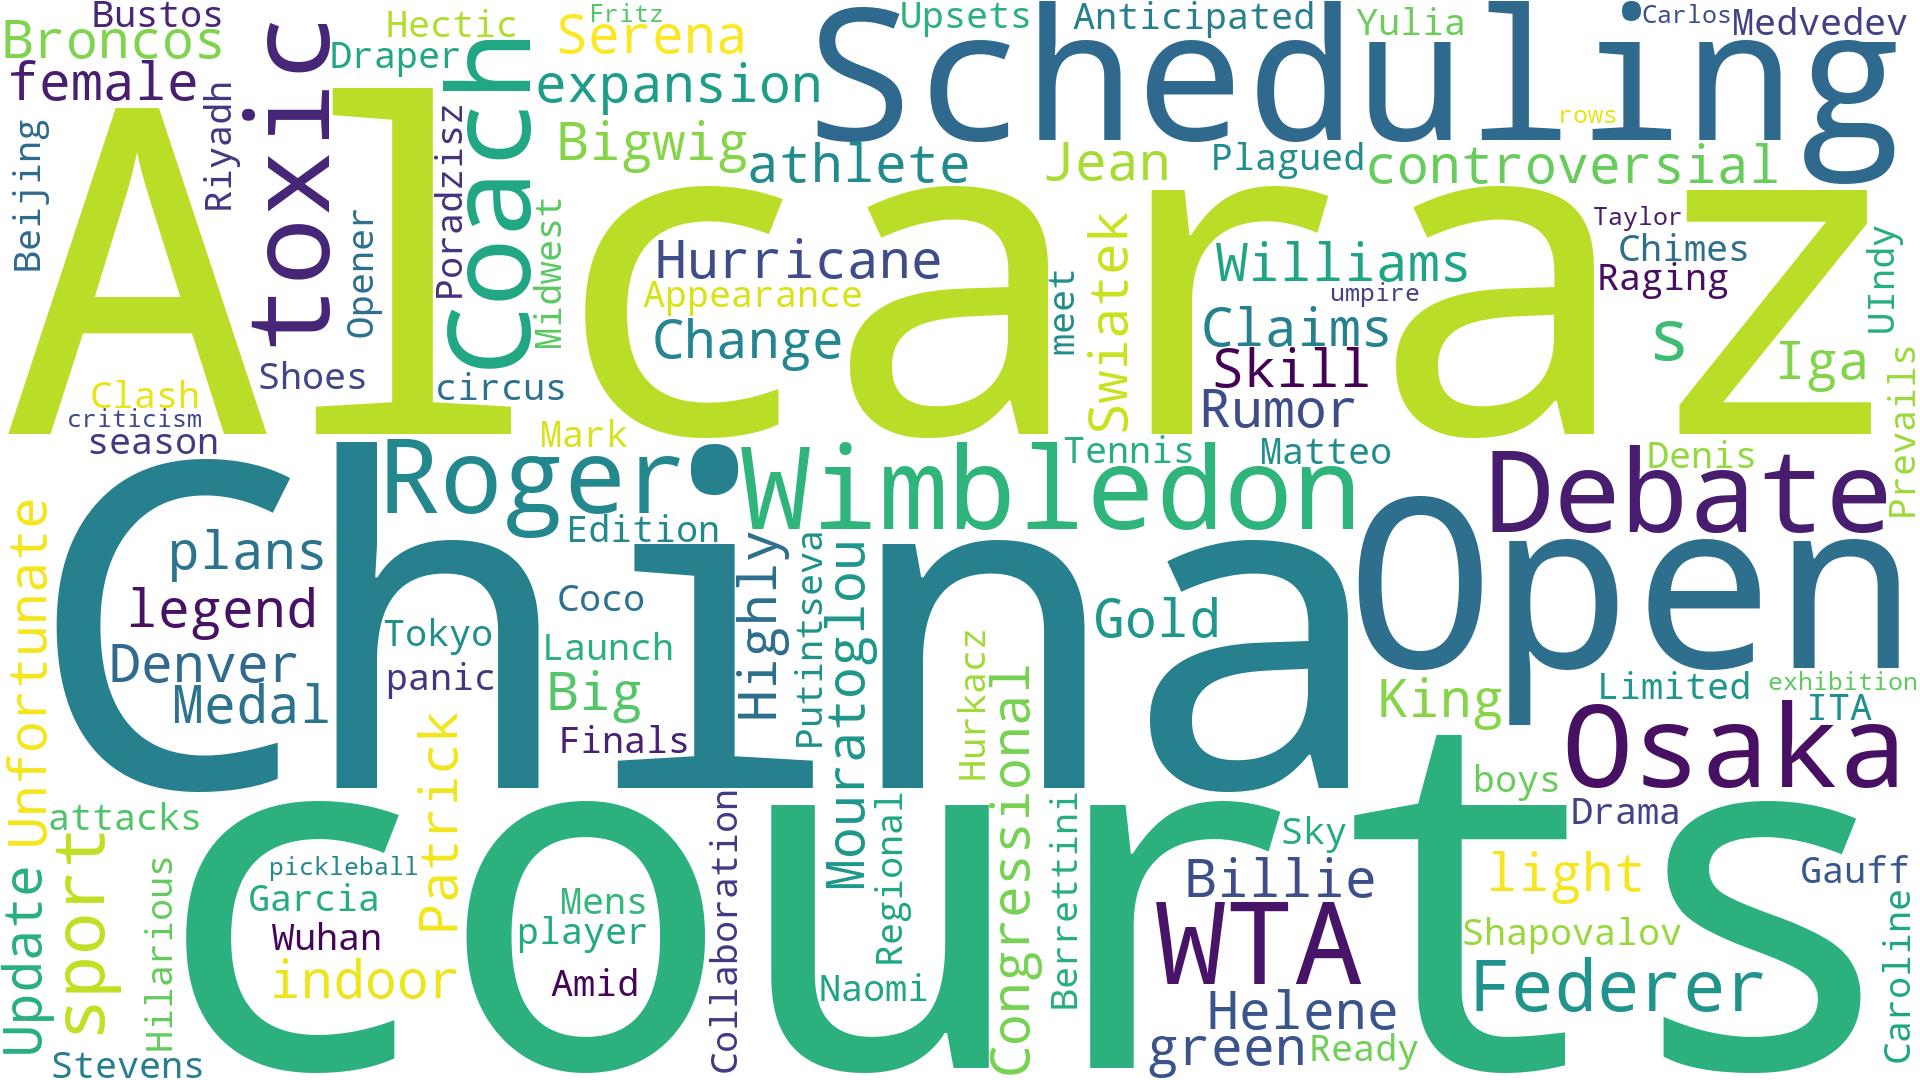 Bustos
Hectic
Fritz
Serena
Upsets
Anticipated
Yulia
Carlos
Medvedev
Broncos
Draper
Scheduling
female
toxic
Coach
expansion
rows
Riyadh
Beijing
Poradzisz
Bigwig
athlete
Jean
Plagued
controversial
Alcaraz
Opener
Midwest
Hurricane
Appearance
Change
meet
Swiatek
Williams
umpire
Claims
Skill
Rumor
Taylor
Chimes
Raging
s
UIndy
Iga
Prevails
Shoes
circus
Clash
criticism
season
Mark
Roger
Wimbledon
Tennis
Matteo
Denis
Debate
Edition
Unfortunate
plans
legend
Denver
Medal
China
Open
Tokyo
panic
Coco
Launch
Big
Finals
Highly
Putintseva
Mouratoglou
Hurkacz
Congressional
Gold
King
Limited
exhibition
ITA
Osaka
boys
Drama
attacks
Patrick
courts
sport
Update
Hilarious
Stevens
pickleball
Garcia
Wuhan
indoor
Mens
player
Amid
Collaboration
Regional
Naomi
Berrettini
Sky
Billie
WTA
Helene
green
Ready
light
Shapovalov
Federer
Gauff
Caroline